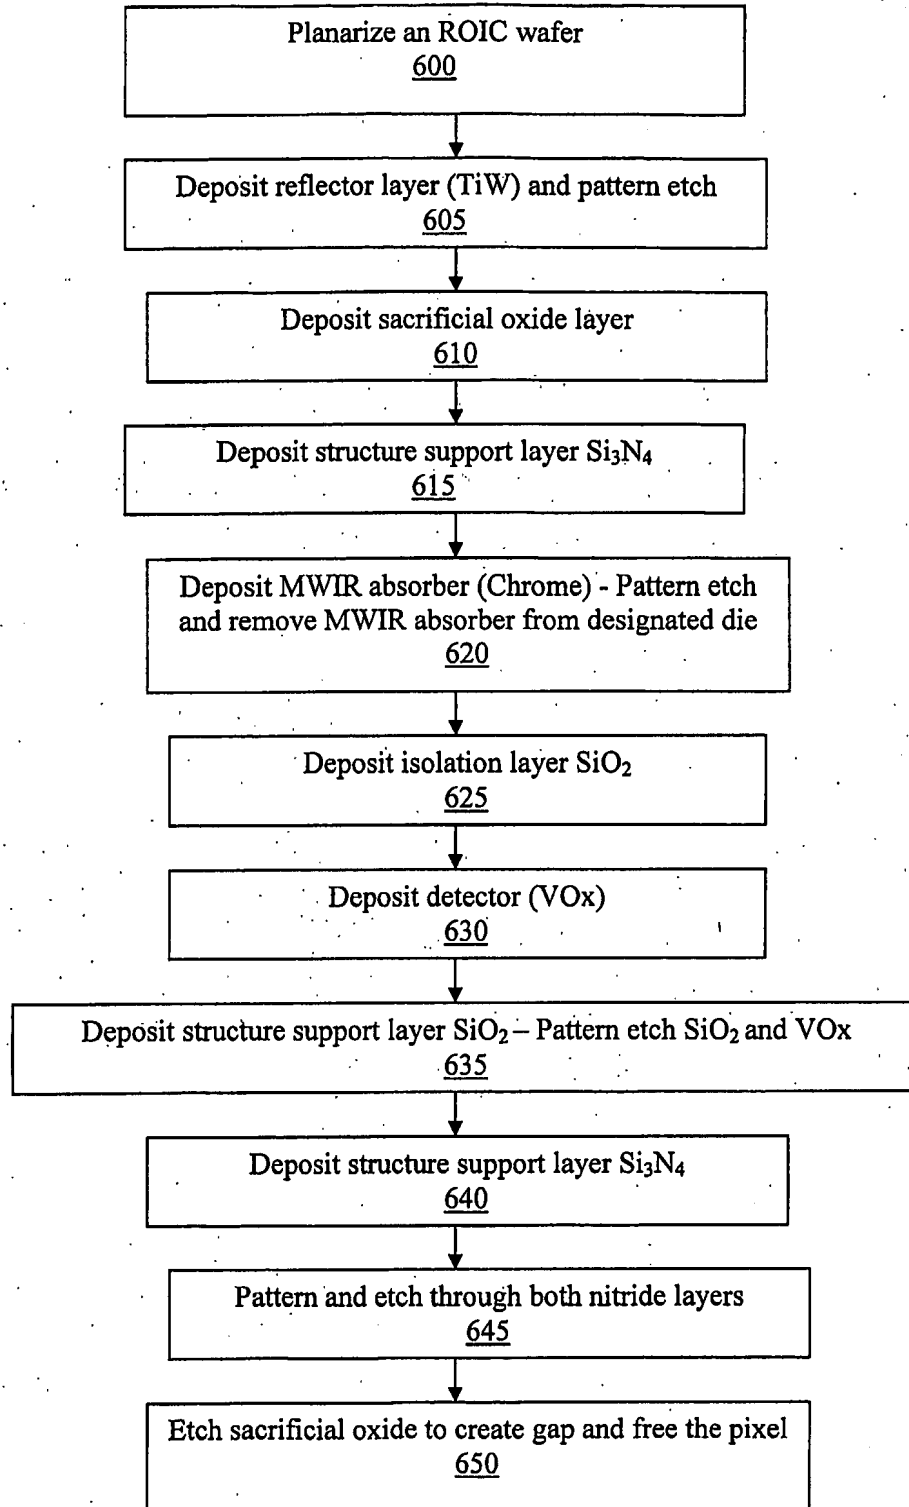 Planarize an ROIC wafer
600
Deposit reflector layer (TiW) and pattern etch
605
Deposit sacrificial oxide layer
610
Deposit structure support layer Si₃N₄
615
Deposit MWIR absorber (Chrome) - Pattern etch
and remove MWIR absorber from designated die
620
Deposit isolation layer SiO₂
625
Deposit detector (VOx)
630
Deposit structure support layer SiO₂ – Pattern etch SiO₂ and VOx
635
Deposit structure support layer Si₃N₄
640
Pattern and etch through both nitride layers
645
Etch sacrificial oxide to create gap and free the pixel
650